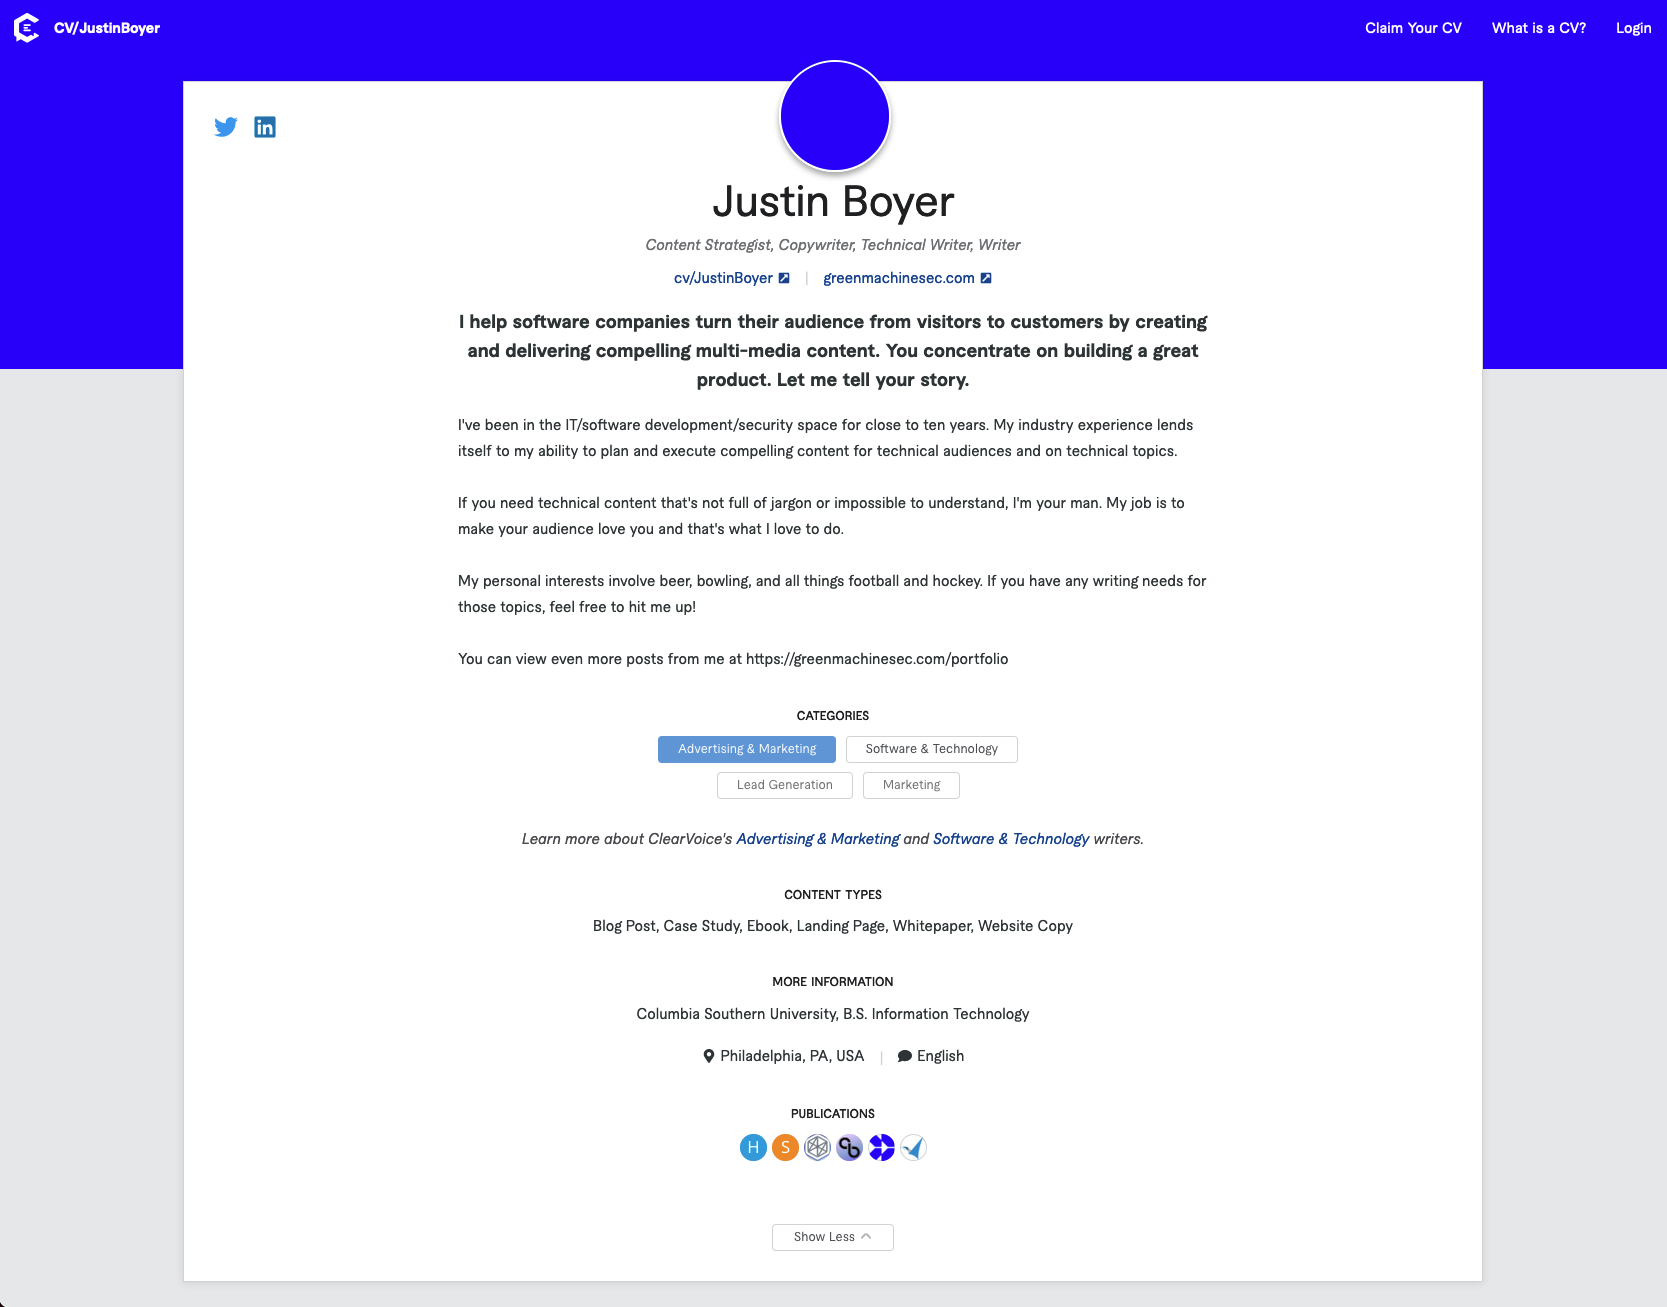 CV/JustinBoyer
Claim Your CV
What is a CV?
Login
in
Justin Boyer
Content Strategist, Copywriter, Technical Writer, Writer
cv/JustinBoyer | greenmachinesec.com
I help software companies turn their audience from visitors to customers by creating
and delivering compelling multi-media content. You concentrate on building a great
product. Let me tell your story.
I've been in the IT/software development/security space for close to ten years. My industry experience lends
itself to my ability to plan and execute compelling content for technical audiences and on technical topics.
If you need technical content that's not full of jargon or impossible to understand, I'm your man. My job is to
make your audience love you and that's what I love to do.
My personal interests involve beer, bowling, and all things football and hockey. If you have any writing needs for
those topics, feel free to hit me up!
You can view even more posts from me at https://greenmachinesec.com/portfolio
CATEGORIES
Advertising & Marketing
Software & Technology
Lead Generation
Marketing
Learn more about ClearVoice's Advertising & Marketing and Software & Technology writers.
CONTENT TYPES
Blog Post, Case Study, Ebook, Landing Page, Whitepaper, Website Copy
MORE INFORMATION
Columbia Southern University, B.S. Information Technology
Philadelphia, PA, USA | English
PUBLICATIONS
H
S
Show Less